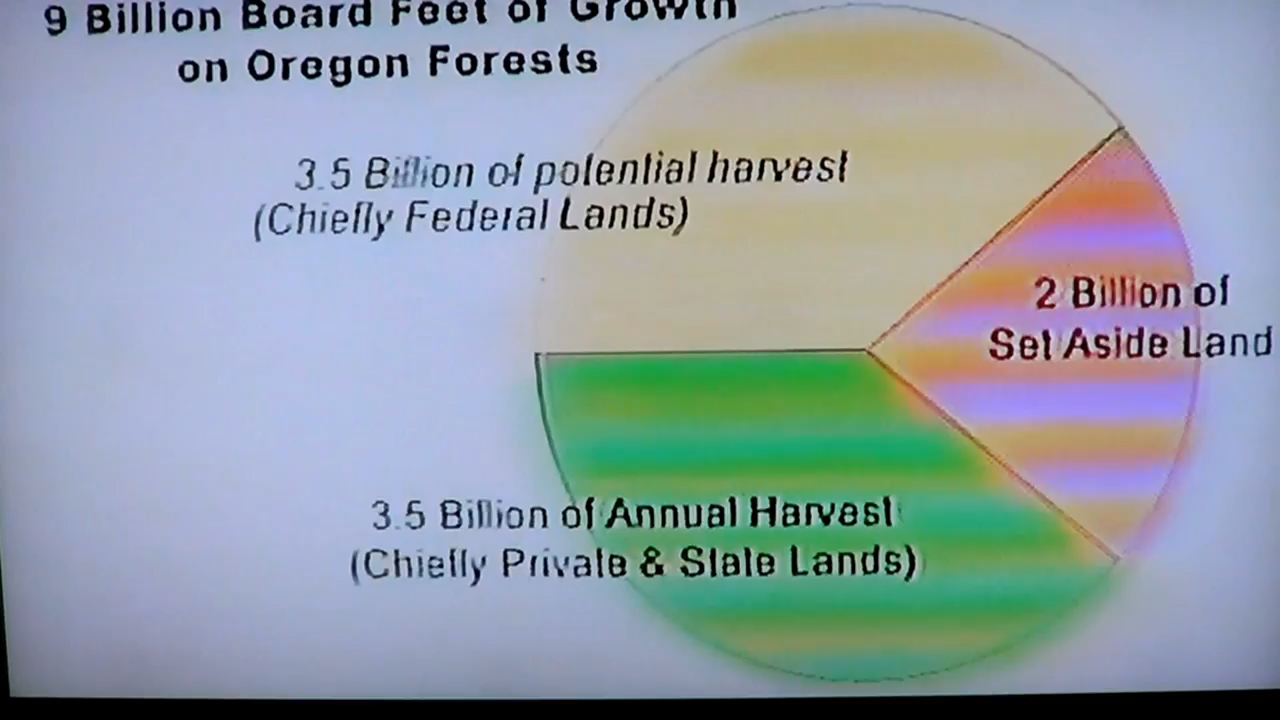 9 Billion Board Feet of Growth
on Oregon Forests
3.5 Billion of potential harvest
(Chiefly Federal Lands)
2 Billion of
Set Aside Land
3.5 Billion of Annual Harvest
(Chiefly Private & State Lands)